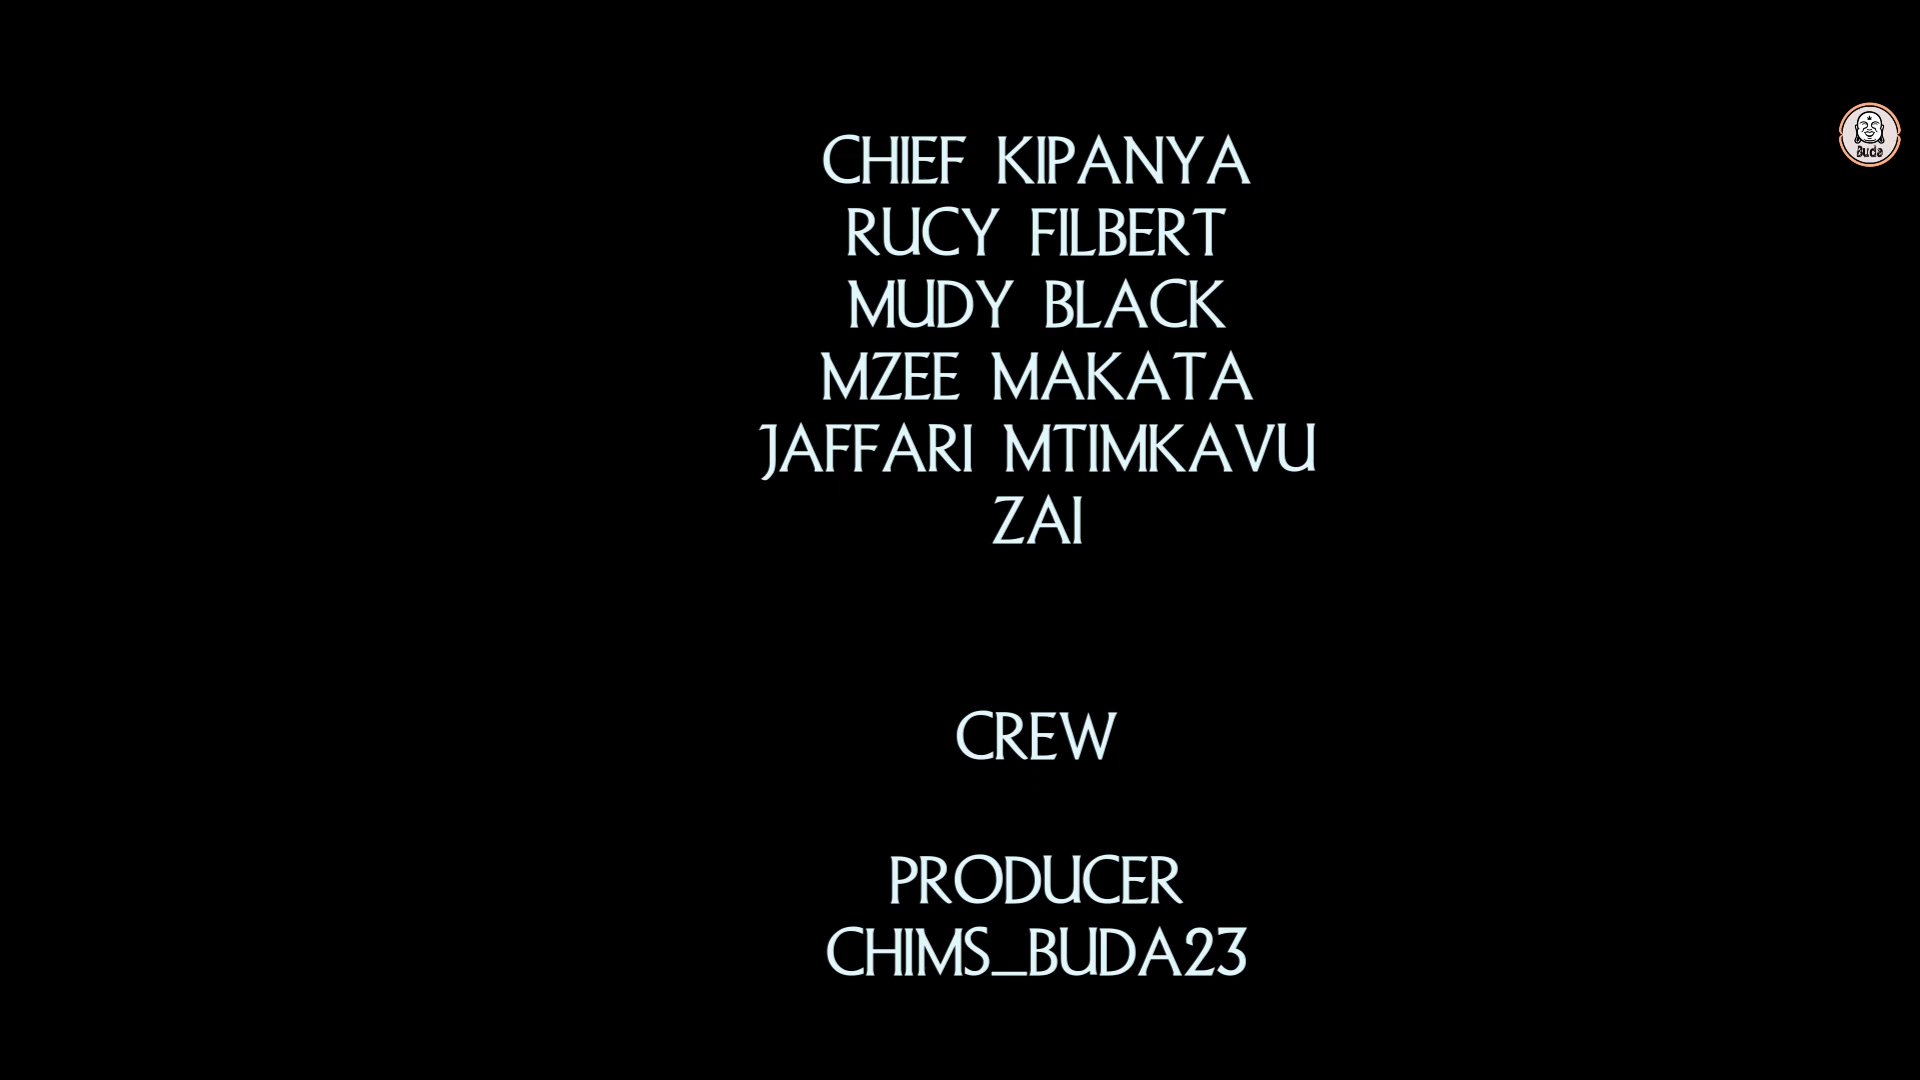 CHIEF KIPANYA
RUCY FILBERT
MUDY BLACK
MZEE MAKATA
JAFFARI MTIMKAVU
ZAI
CREW
PRODUCER
CHIMS_BUDA23
Buda